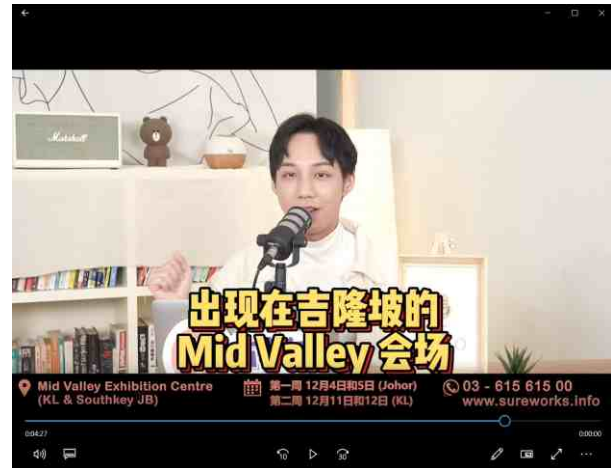 Marshall
出现在吉隆坡的
Mid Valley 会场
Mid Valley Exhibition Centre
(KL & Southkey JB)
第一周 12月4日和5日 (Johor)
第二周 12月11日和12日 (KL)
03 - 615 615 00
www.sureworks.info
0:04:27
0:00:00
10
30